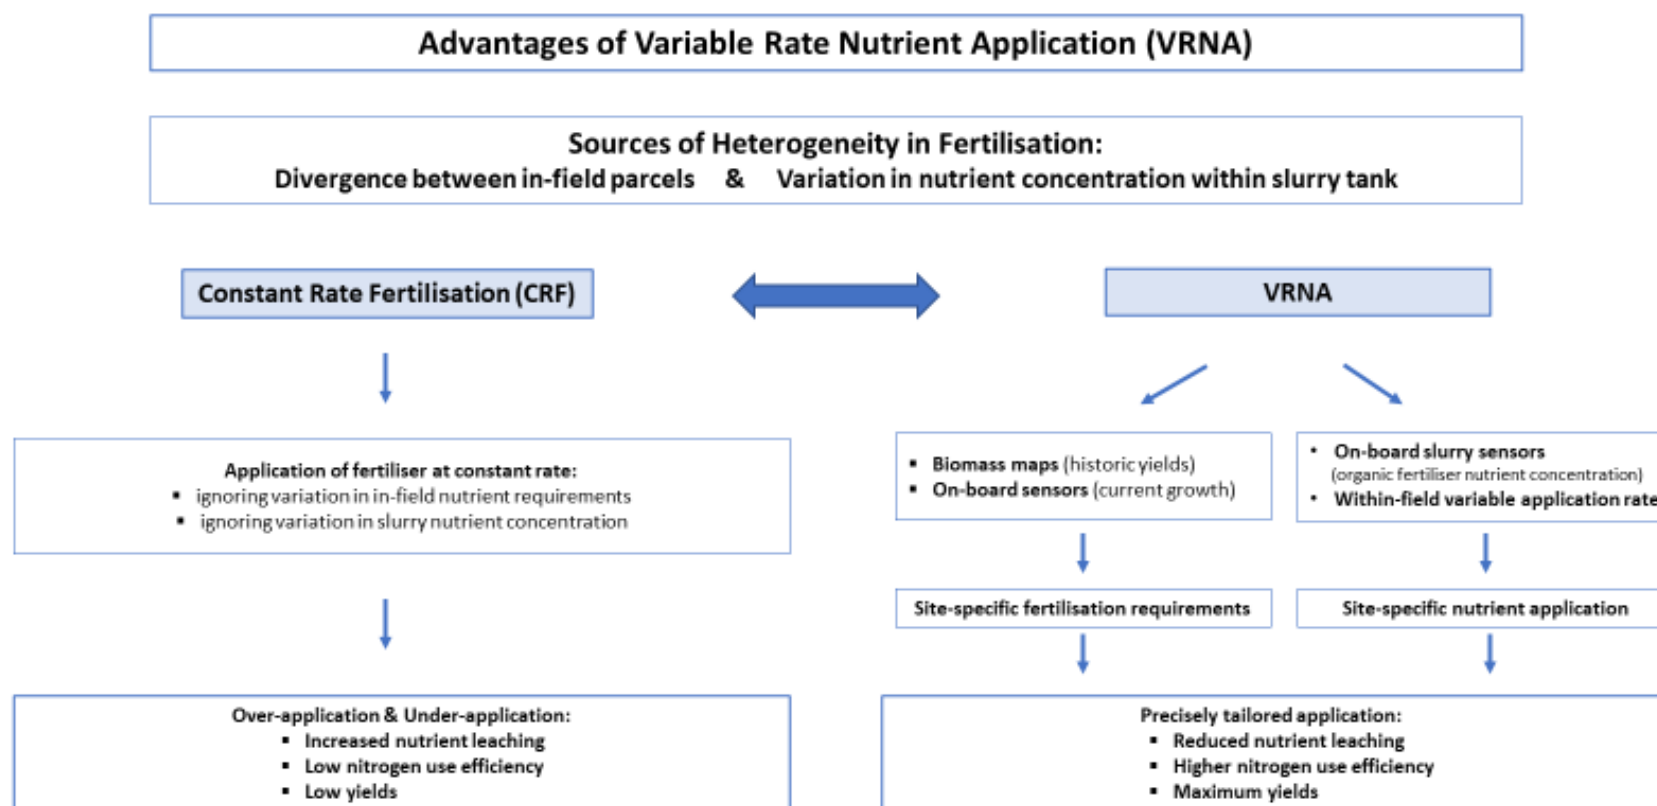 Advantages of Variable Rate Nutrient Application (VRNA)
Sources of Heterogeneity in Fertilisation:
Divergence between in-field parcels & Variation in nutrient concentration within slurry tank
Constant Rate Fertilisation (CRF)
VRNA
Application of fertiliser at constant rate:
▪ ignoring variation in in-field nutrient requirements
▪ ignoring variation in slurry nutrient concentration
▪ Biomass maps (historic yields)
▪ On-board sensors (current growth)
• On-board slurry sensors
(organic fertiliser nutrient concentration)
• Within-field variable application rate
Site-specific fertilisation requirements
Site-specific nutrient application
Over-application & Under-application:
▪ Increased nutrient leaching
▪ Low nitrogen use efficiency
▪ Low yields
Precisely tailored application:
▪ Reduced nutrient leaching
▪ Higher nitrogen use efficiency
▪ Maximum yields